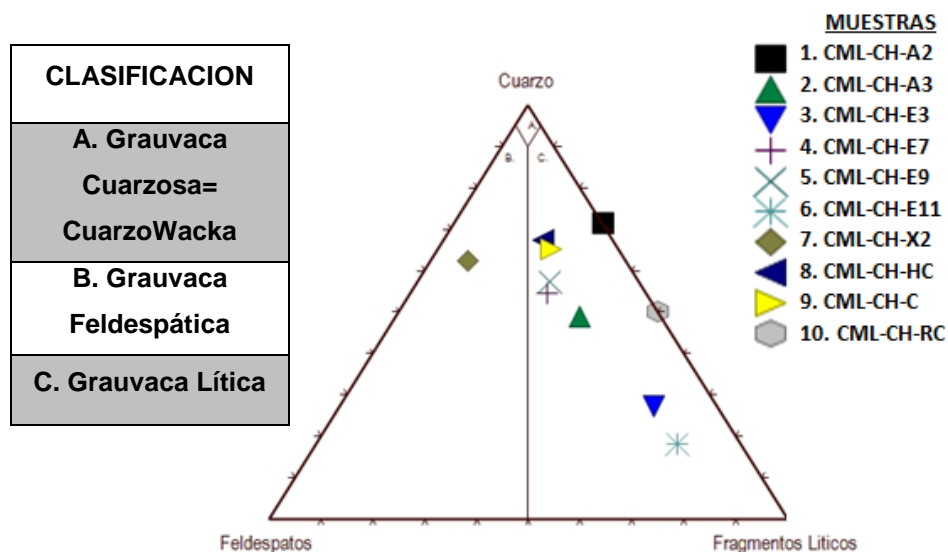 CLASIFICACION
A. Grauvaca
Cuarzosa=
CuarzoWacka
B. Grauvaca
Feldespática
C. Grauvaca Lítica
Cuarzo
A.
B.
C.
Feldespatos
Fragmentos Liticos
MUESTRAS
1. CML-CH-A2
2. CML-CH-A3
3. CML-CH-E3
4. CML-CH-E7
5. CML-CH-E9
6. CML-CH-E11
7. CML-CH-X2
8. CML-CH-HC
9. CML-CH-C
10. CML-CH-RC